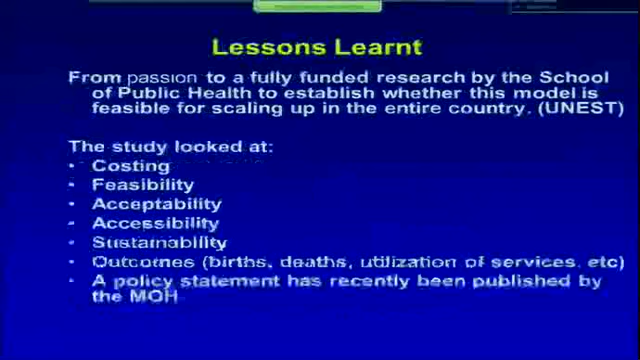 Lessons Learnt
From passion to a fully funded research by the School
of Public Health to establish whether this model is
feasible for scaling up in the entire country. (UNEST)
The study looked at:
• Costing
• Feasibility
• Acceptability
• Accessibility
• Sustainability
• Outcomes (births, deaths, utilization of services. etc)
• A policy statement has recently been published by
the MOH